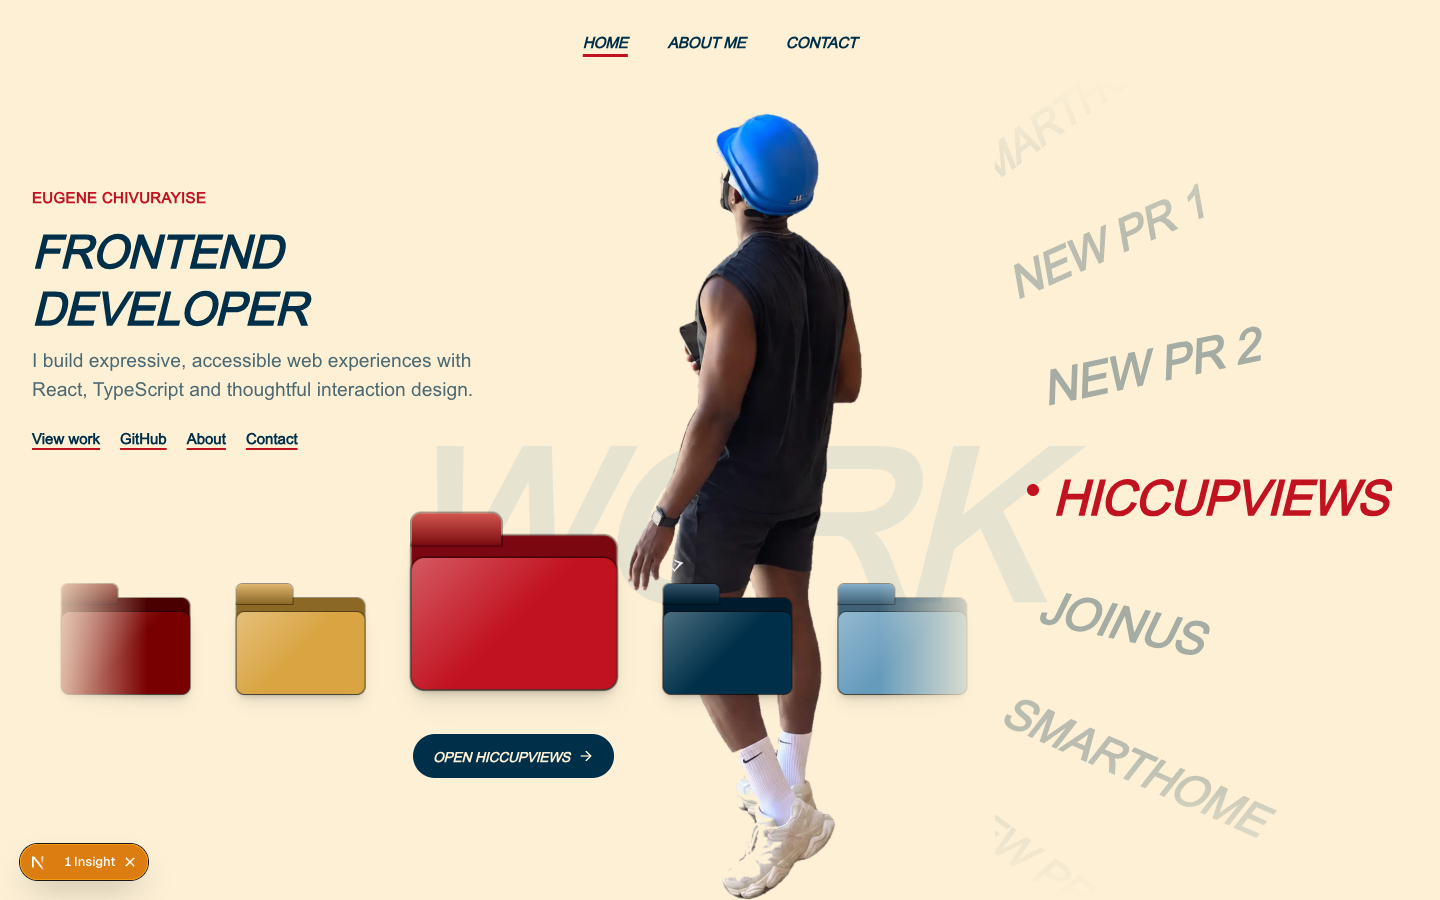 HOME ABOUT ME CONTACT
EUGENE CHIVURAYISE
FRONTEND
DEVELOPER
I build expressive, accessible web experiences with
React, TypeScript and thoughtful interaction design.
View work GitHub About Contact
WORK
OPEN HICCUPVIEWS →
NEW PR 1
NEW PR 2
• HICCUPVIEWS
JOINUS
SMARTHOME
1 Insight